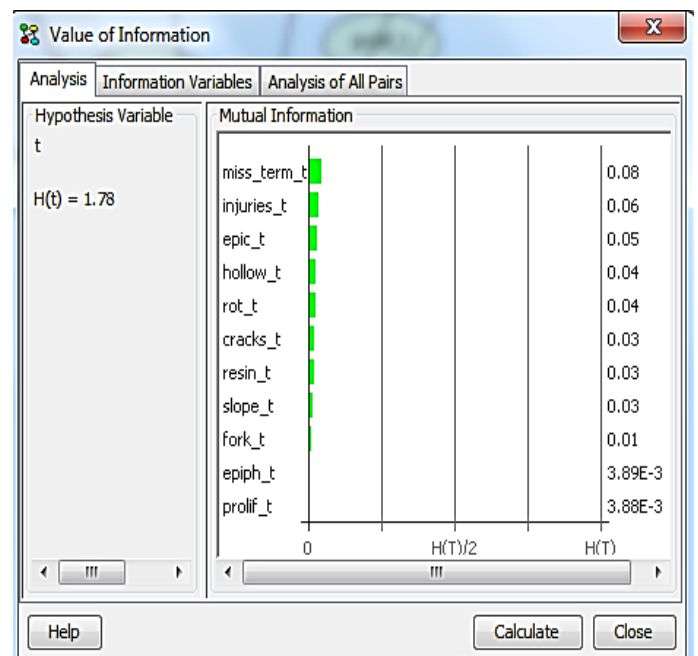 Value of Information
Analysis Information Variables Analysis of All Pairs
Hypothesis Variable
t
H(t) = 1.78
Mutual Information
miss_term_t 0.08
injuries_t 0.06
epic_t 0.05
hollow_t 0.04
rot_t 0.04
cracks_t 0.03
resin_t 0.03
slope_t 0.03
fork_t 0.01
epiph_t 3.89E-3
prolif_t 3.88E-3
0 H(T)/2 H(T)
Help Calculate Close